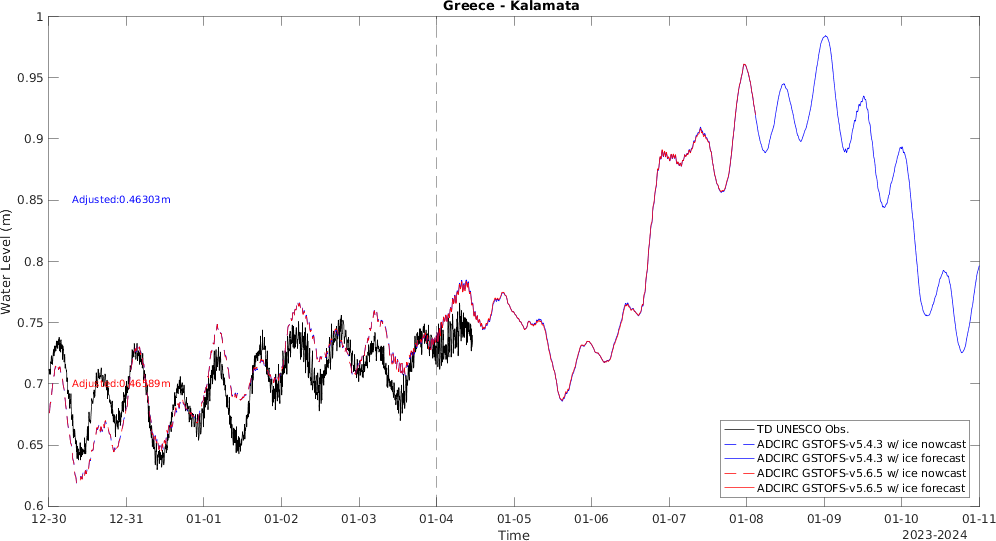 Greece - Kalamata
1
0.95
0.9
0.85
0.8
0.75
0.7
0.65
0.6
Water Level (m)
Adjusted:0.46303m
Adjusted:0.46589m
TD UNESCO Obs.
ADCIRC GSTOFS-v5.4.3 w/ ice nowcast
ADCIRC GSTOFS-v5.4.3 w/ ice forecast
ADCIRC GSTOFS-v5.6.5 w/ ice nowcast
ADCIRC GSTOFS-v5.6.5 w/ ice forecast
12-30 12-31 01-01 01-02 01-03 01-04 01-05 01-06 01-07 01-08 01-09 01-10 01-11
Time
2023-2024